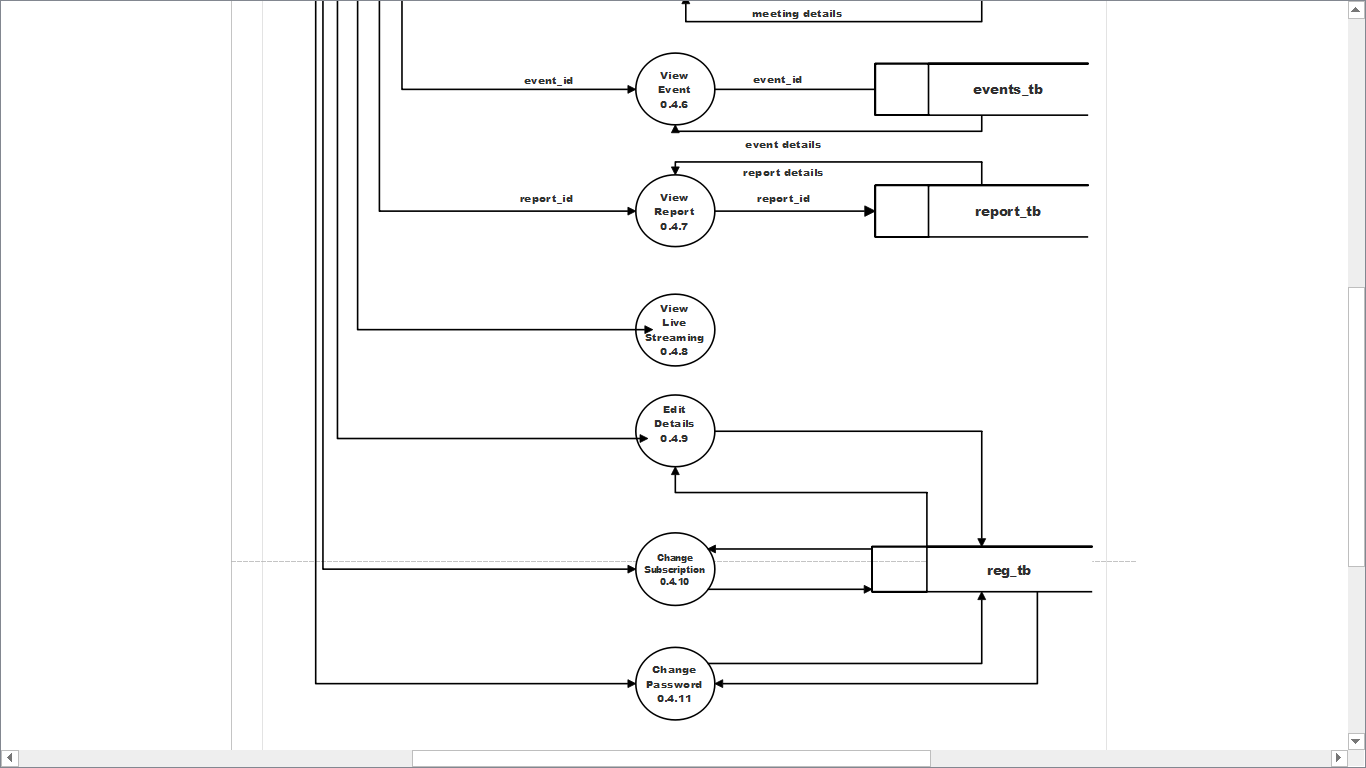 meeting details
event_id
View
Event
0.4.6
event_id
events_tb
event details
report details
report_id
View
Report
0.4.7
report_id
report_tb
View
Live
Streaming
0.4.8
Edit
Details
0.4.9
Change
Subscription
0.4.10
reg_tb
Change
Password
0.4.11